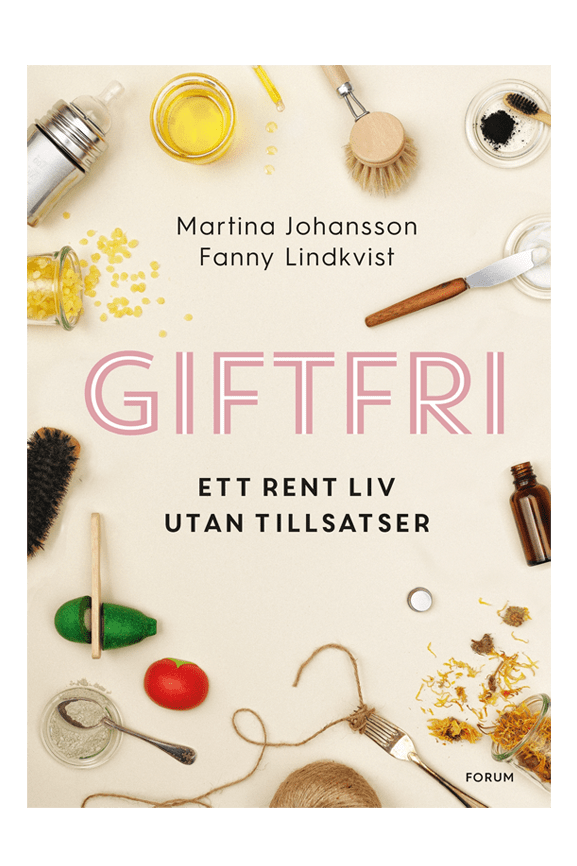 Martina Johansson
Fanny Lindkvist
GIFTFRI
ETT RENT LIV
UTAN TILLSATSER
FORUM